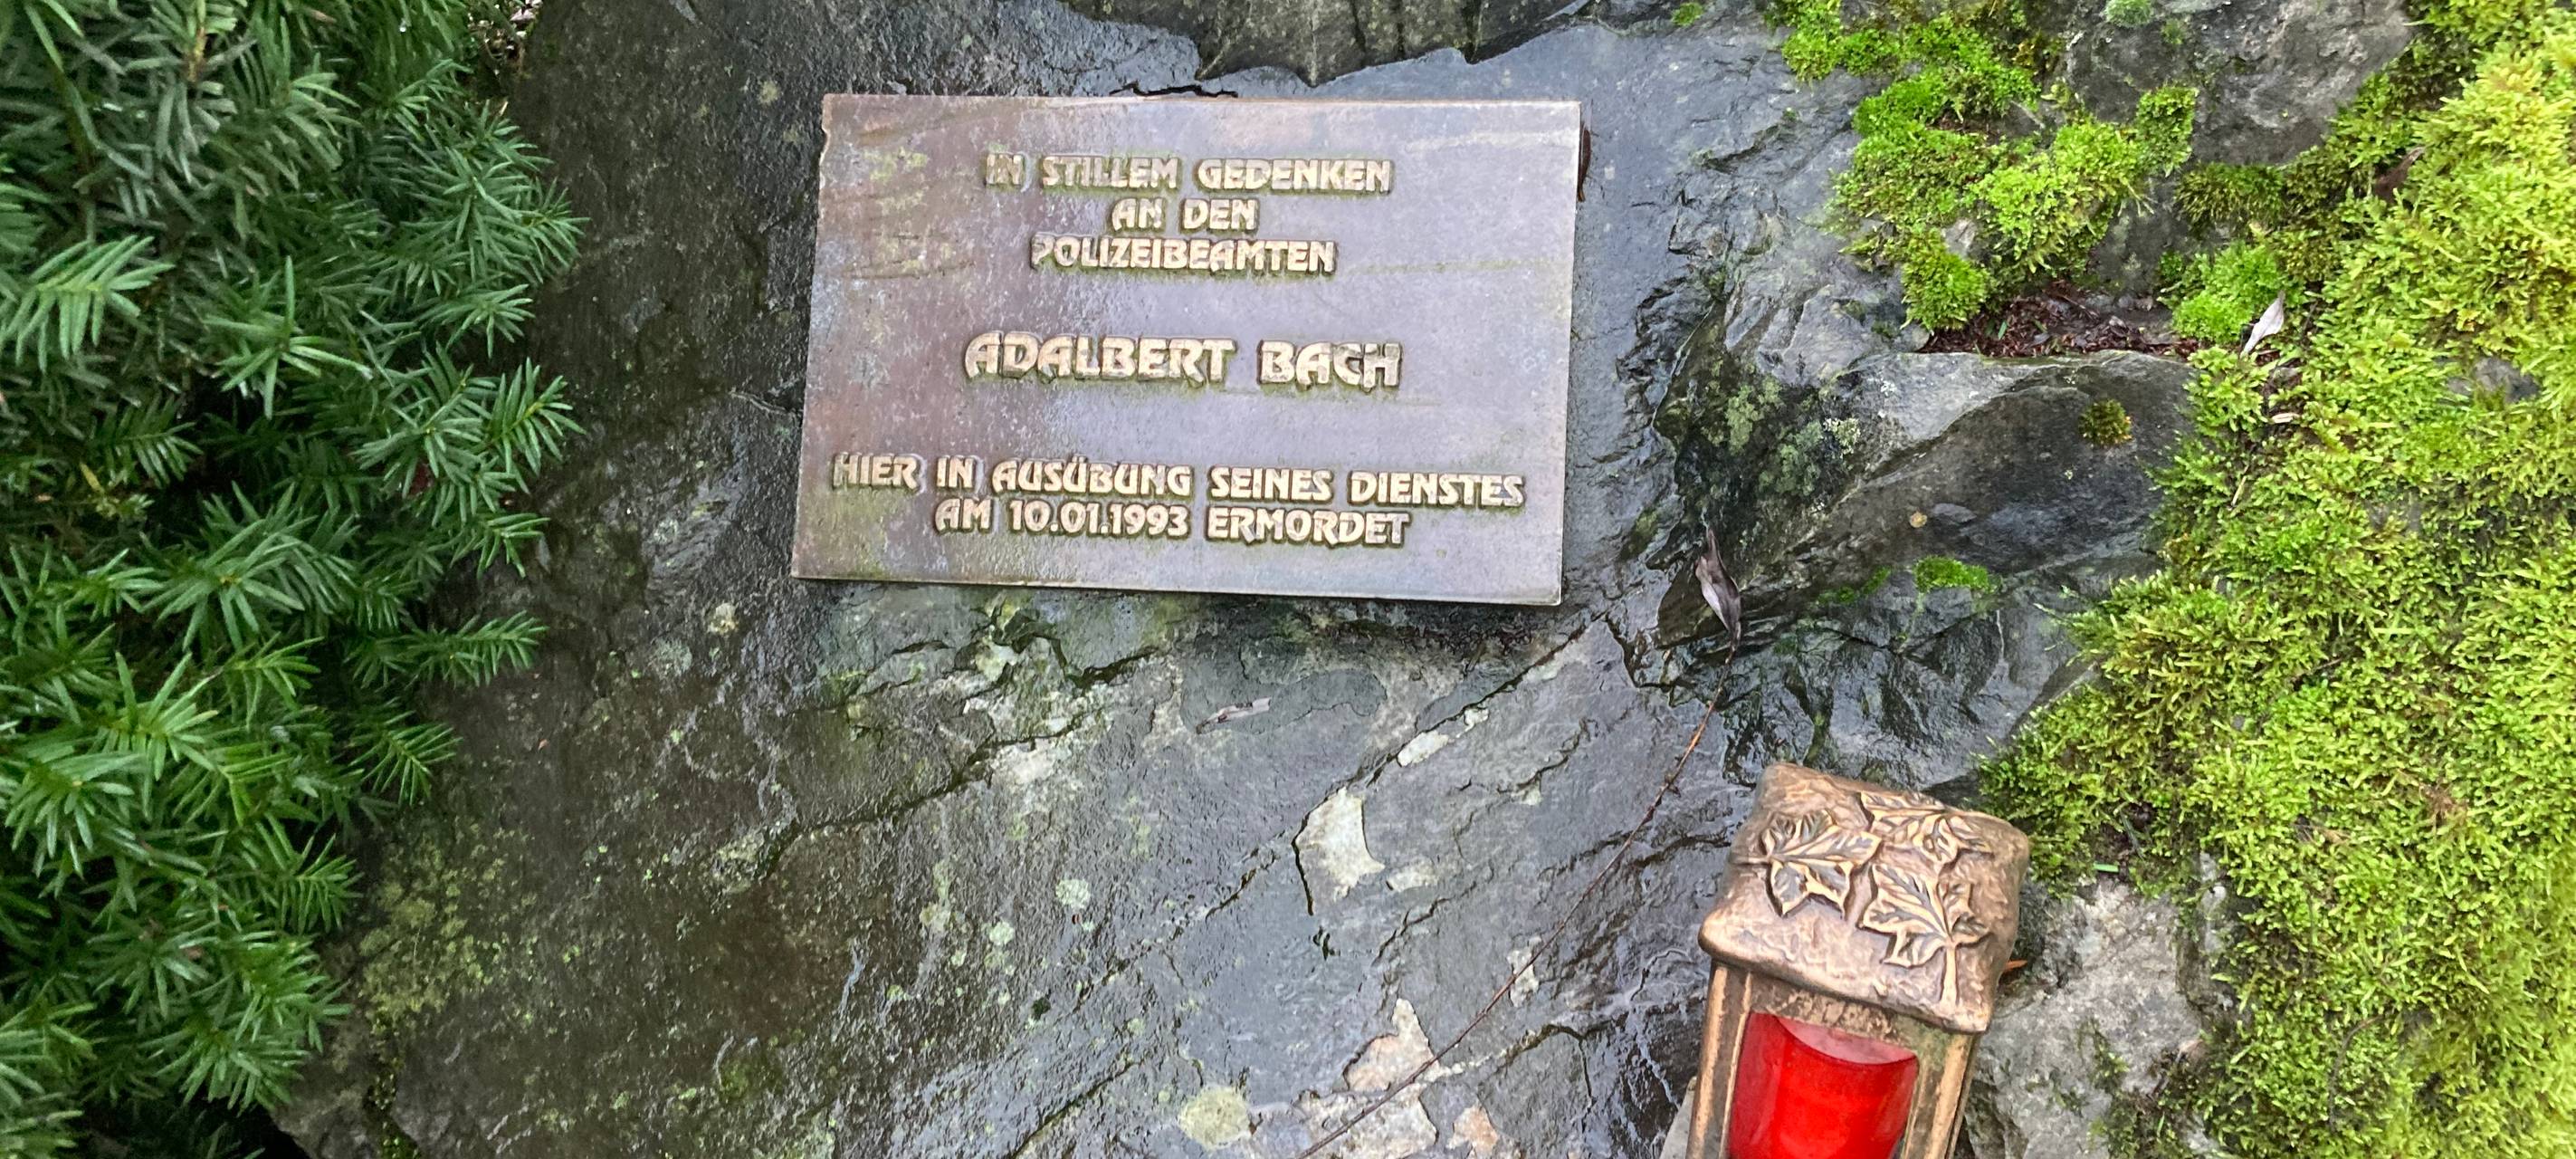 IN STILLEM GEDENKEN
AN DEN
POLIZEIBEAMTEN
ADALBERT BACH
HIER IN AUSÜBUNG SEINES DIENSTES
AM 10.01.1993 ERMORDET